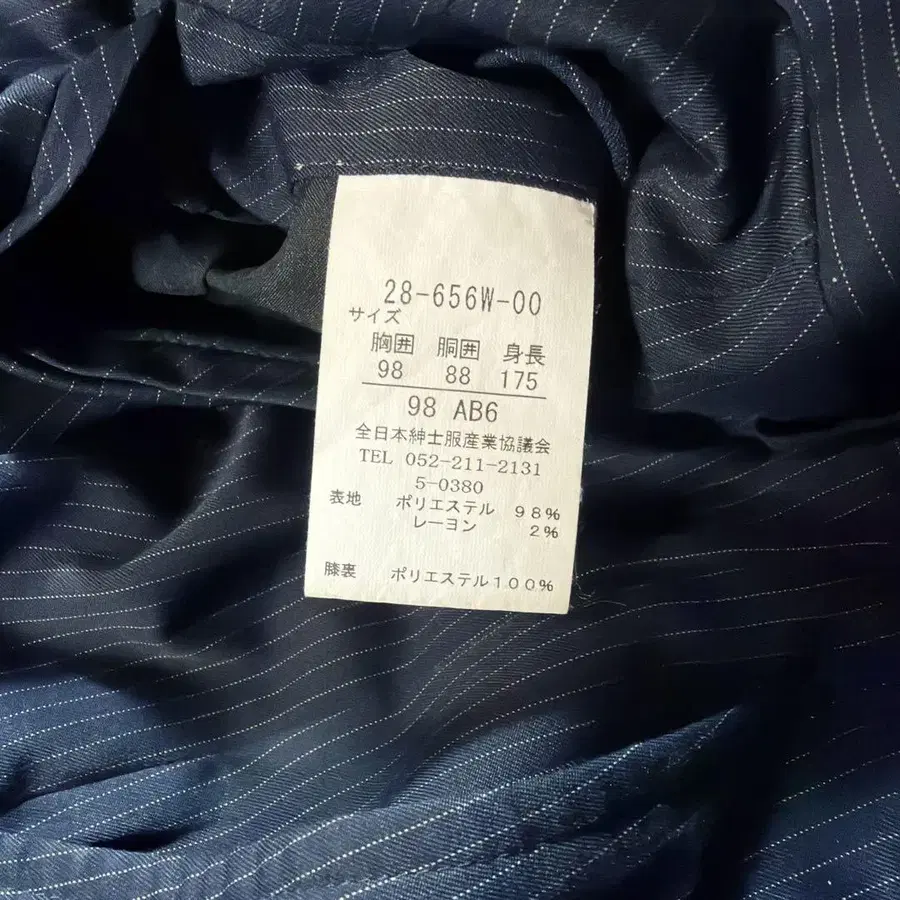 28-656W-00
サイズ
胸囲 胴囲 身長
98 88 175
98 AB6
全日本紳士服産業協議会
TEL 052-211-2131
5-0380
表地 ポリエステル 98%
レーヨン 2%
膝裏 ポリエステル100%